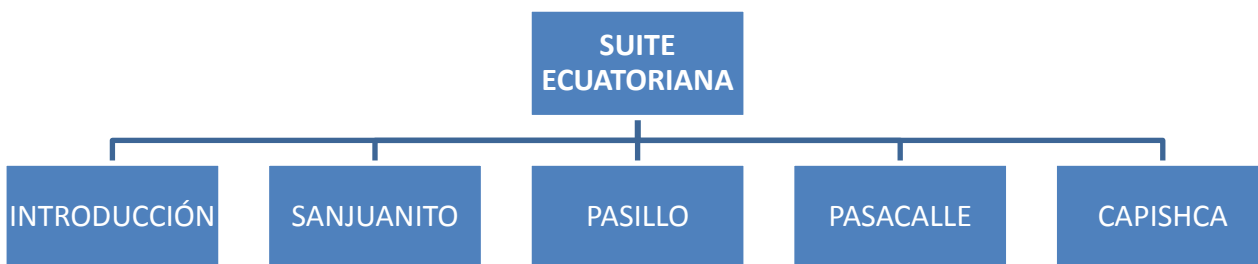 SUITE
ECUATORIANA
INTRODUCCIÓN
SANJUANITO
PASILLO
PASACALLE
CAPISHCA